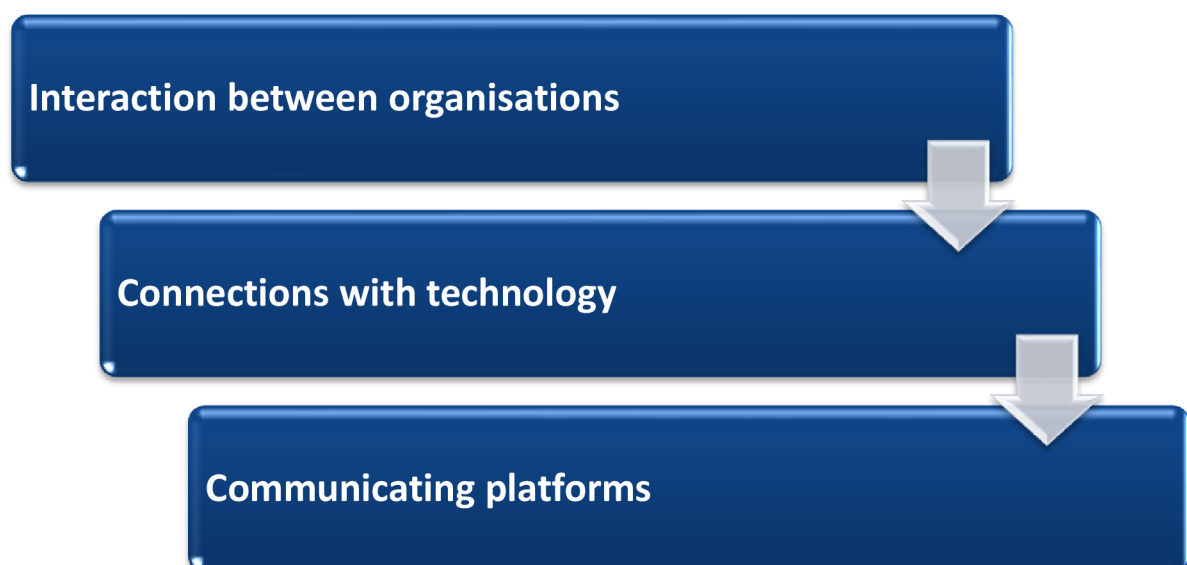 Interaction between organisations
Connections with technology
Communicating platforms